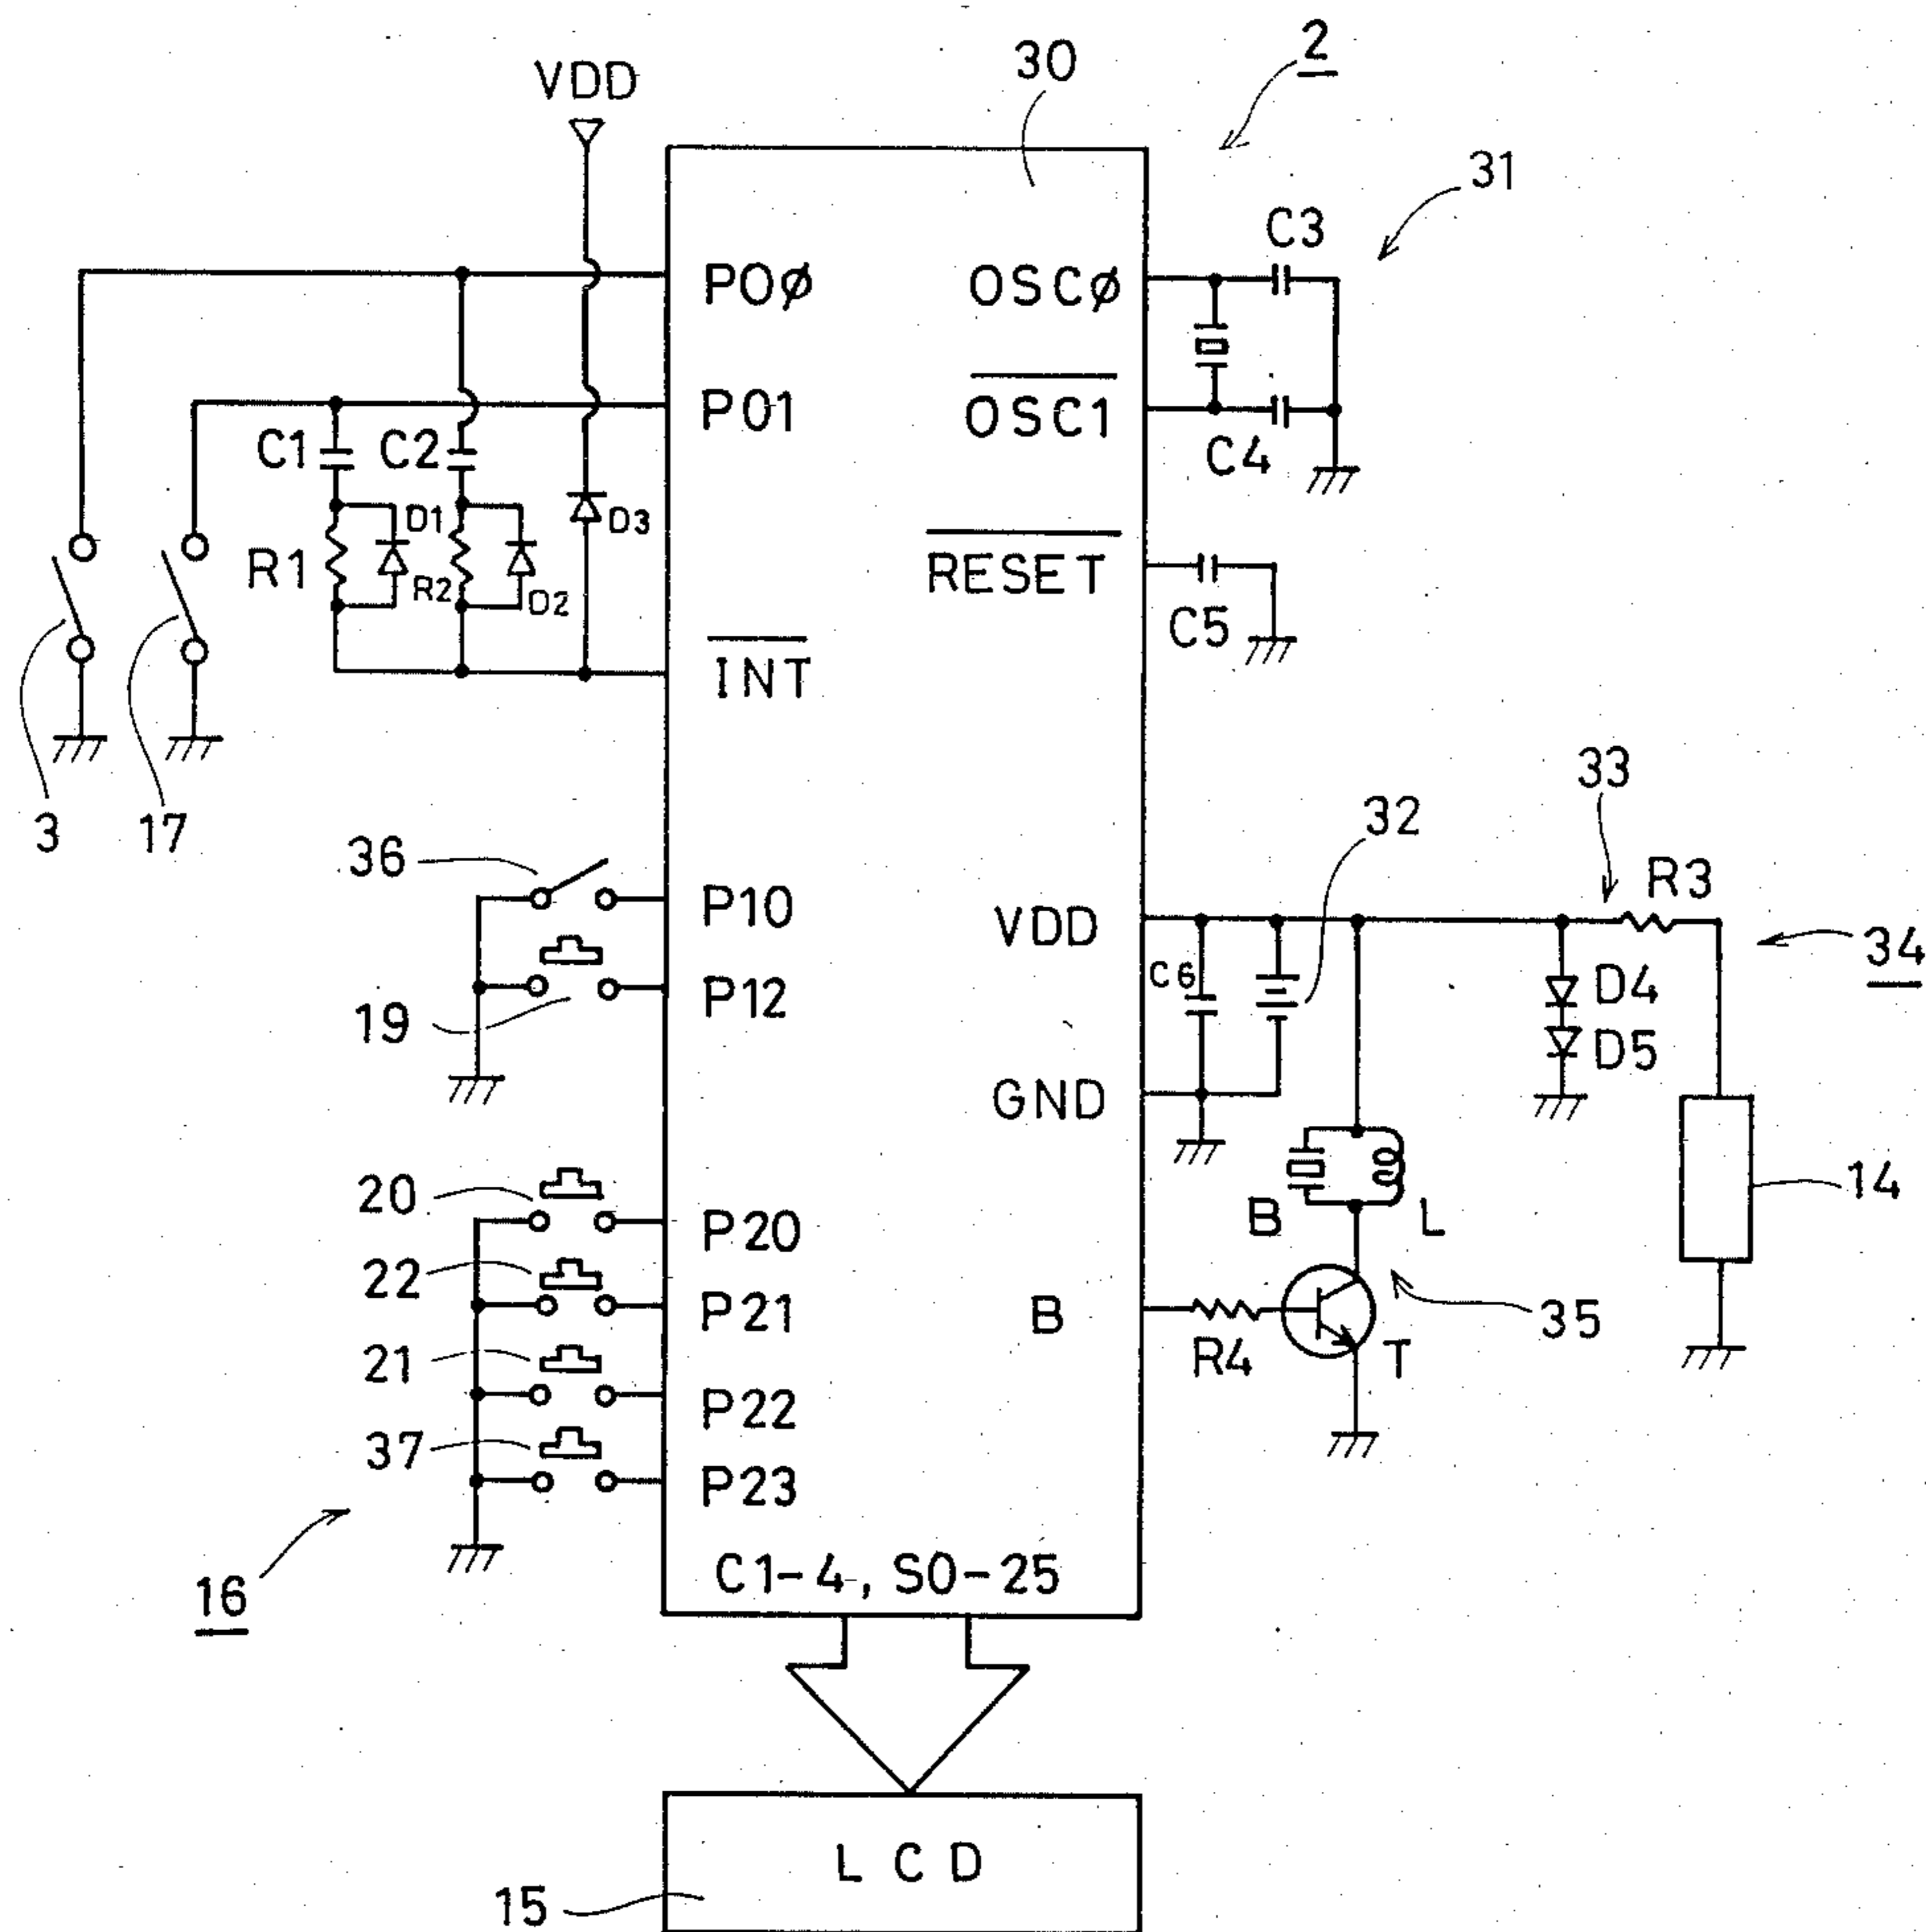 2
30
VDD
31
C3
P0ø
OSCø
P01
OSC1
C1
C2
C4
D1
D3
R1
R2
D2
RESET
C5
INT
3
17
33
32
36
R3
P10
VDD
34
C6
D4
19
P12
D5
GND
20
14
P20
B
L
22
P21
B
35
21
R4
T
P22
37
P23
C1-4, S0-25
16
LCD
15